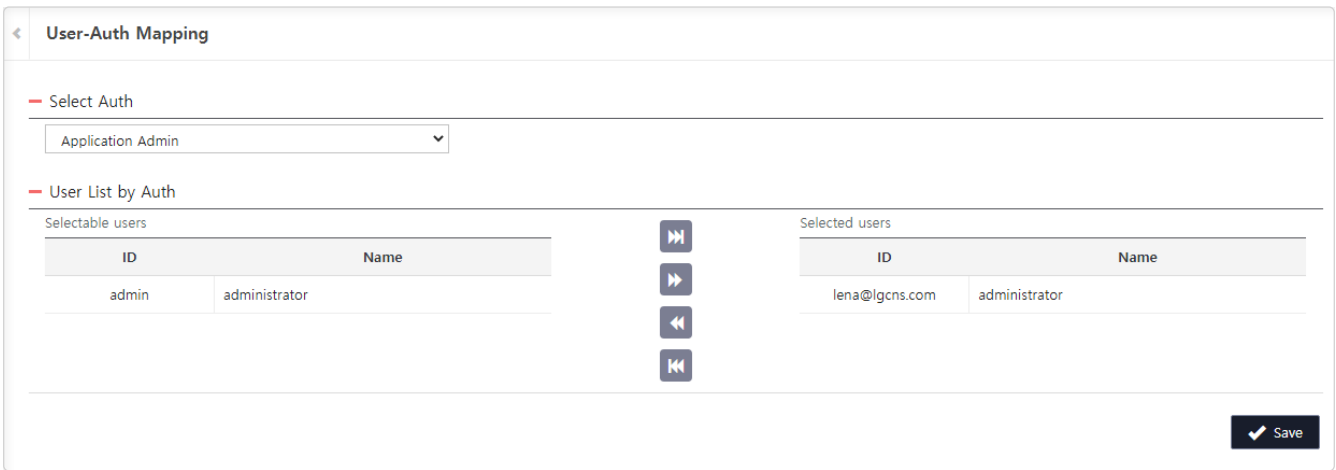 User-Auth Mapping
Select Auth
Application Admin
User List by Auth
Selectable users
ID Name
admin administrator
Selected users
ID Name
lena@lgcns.com administrator
Save